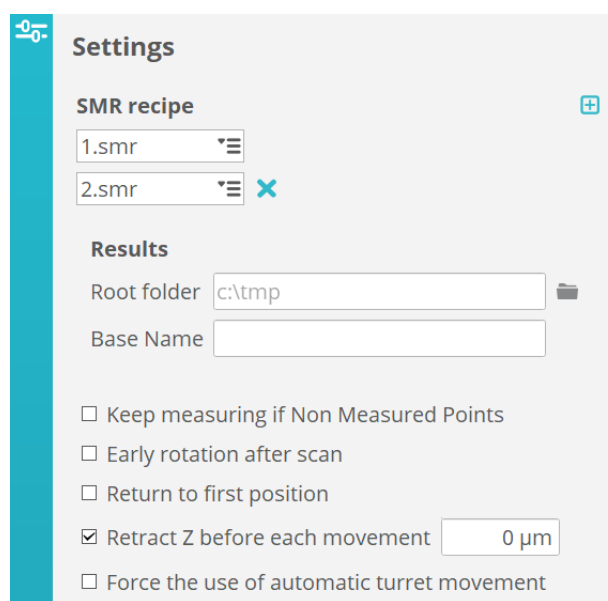 Settings
SMR recipe
1.smr
2.smr
Results
Root folder c:\tmp
Base Name
Keep measuring if Non Measured Points
Early rotation after scan
Return to first position
Retract Z before each movement 0 µm
Force the use of automatic turret movement